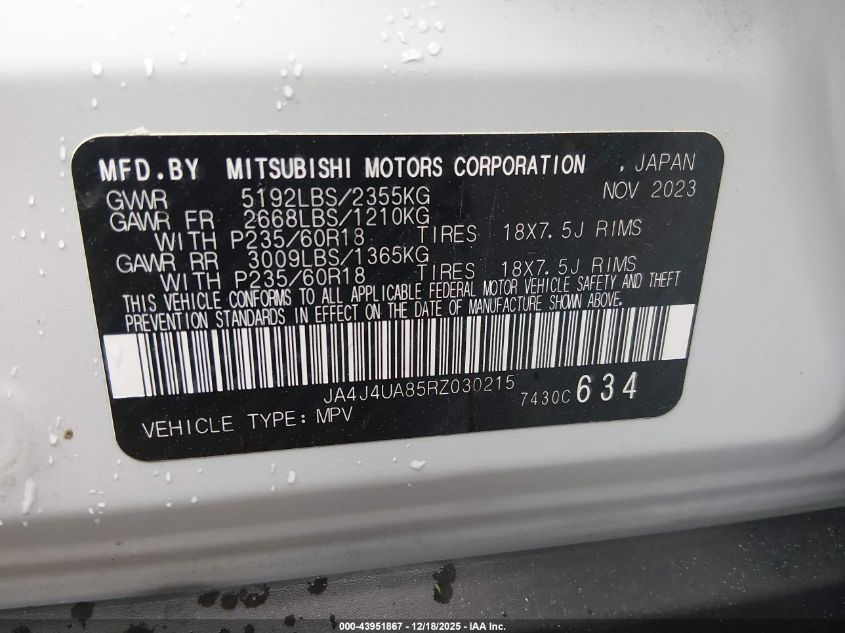 MFD.BY MITSUBISHI MOTORS CORPORATION , JAPAN
GVWR 5192LBS/2355KG NOV 2023
GAWR FR 2668LBS/1210KG
WITH P235/60R18 TIRES 18X7.5J RIMS
GAWR RR 3009LBS/1365KG
WITH P235/60R18 TIRES 18X7.5J RIMS
THIS VEHICLE CONFORMS TO ALL APPLICABLE FEDERAL MOTOR VEHICLE SAFETY AND THEFT
PREVENTION STANDARDS IN EFFECT ON THE DATE OF MANUFACTURE SHOWN ABOVE.
JA4J4UA85RZ030215
7430C 634
VEHICLE TYPE: MPV
000-43951867 - 12/18/2025 - IAA Inc.